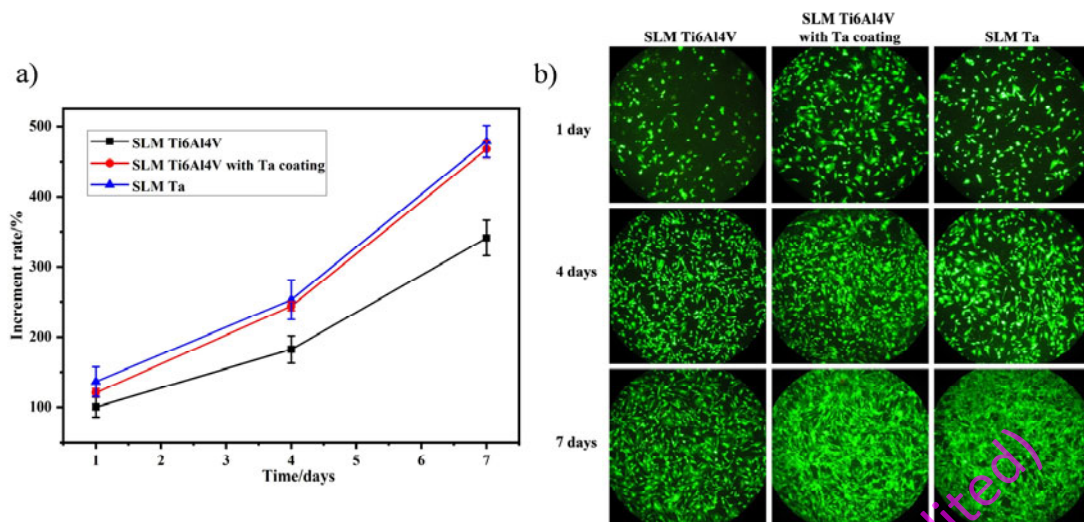 a)
500
400
300
200
100
Increment rate/%
SLM Ti6Al4V
SLM Ti6Al4V with Ta coating
SLM Ta
1 2 3 4 5 6 7
Time/days
b)
SLM Ti6Al4V
SLM Ti6Al4V
with Ta coating
SLM Ta
1 day
4 days
7 days
lited)